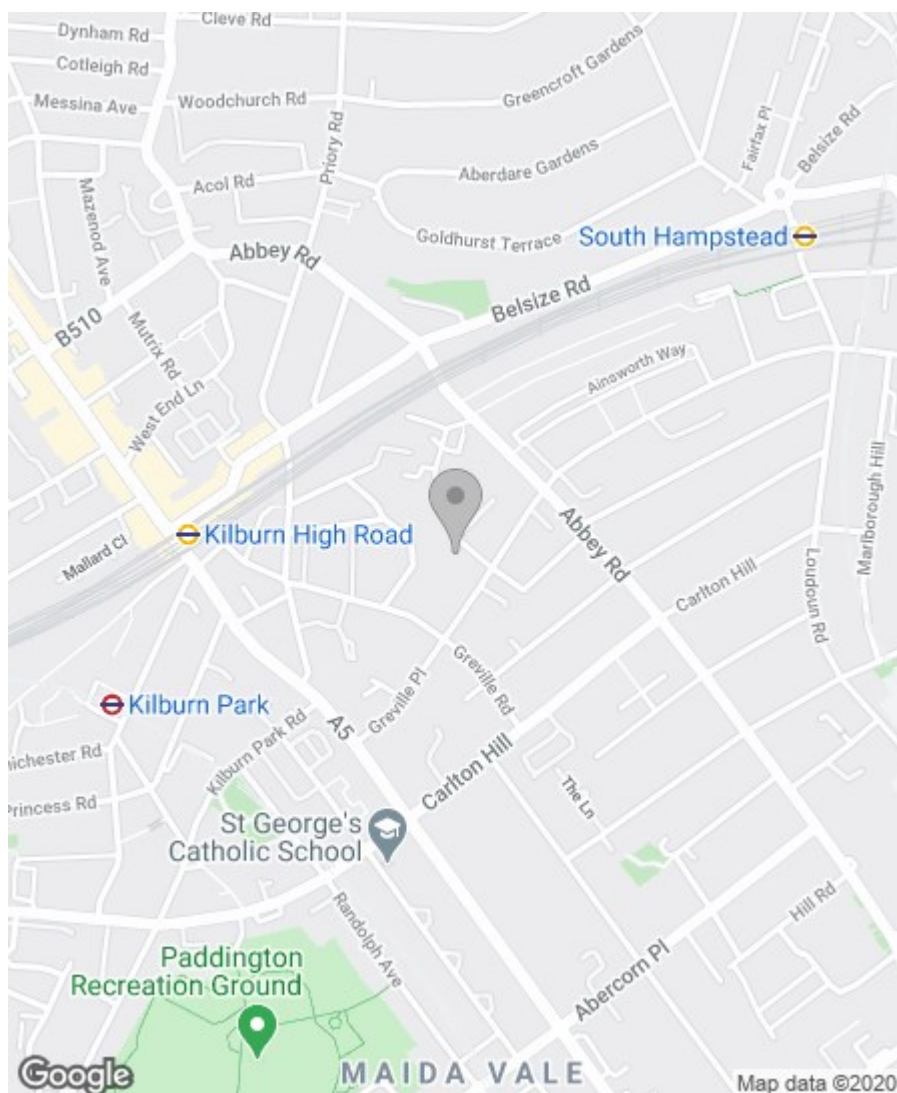 Cleve Rd
Dynham Rd
Cotleigh Rd
Messina Ave
Woodchurch Rd
Greencroft Gardens
Fairfax Pl
Belsize Rd
Priory Rd
Aberdare Gardens
Acol Rd
Mazenod Ave
Goldhurst Terrace
South Hampstead
Abbey Rd
Belsize Rd
B510
Mutrix Rd
West End Ln
Ainsworth Way
Marlborough Hill
Kilburn High Road
Abbey Rd
Mallard Cl
Carlton Hill
Loudoun Rd
Greville Rd
Kilburn Park
Greville Pl
A5
Kilburn Park Rd
hichester Rd
Carlton Hill
The Ln
Princess Rd
St George's
Catholic School
Hill Rd
Randolph Ave
Paddington
Recreation Ground
Abercorn Pl
MAIDA VALE
Google
Map data ©2020